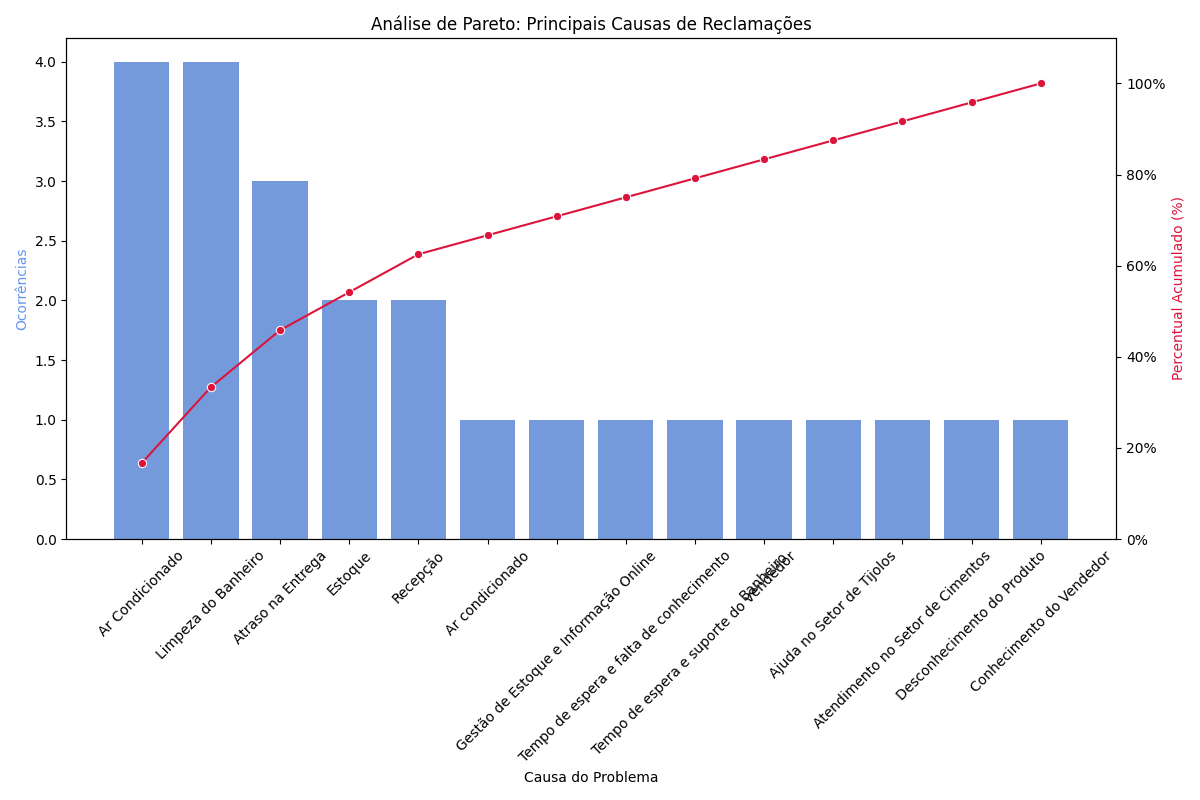 Análise de Pareto: Principais Causas de Reclamações
Ocorrências
4.0
3.5
3.0
2.5
2.0
1.5
1.0
0.5
0.0
100%
80%
60%
40%
20%
0%
Percentual Acumulado (%)
Ar Condicionado
Limpeza do Banheiro
Atraso na Entrega
Estoque
Recepção
Ar condicionado
Gestão de Estoque e Informação Online
Tempo de espera e falta de conhecimento
Tempo de espera e suporte do vendedor
Banheiro
Ajuda no Setor de Tijolos
Atendimento no Setor de Cimentos
Desconhecimento do Produto
Conhecimento do Vendedor
Causa do Problema